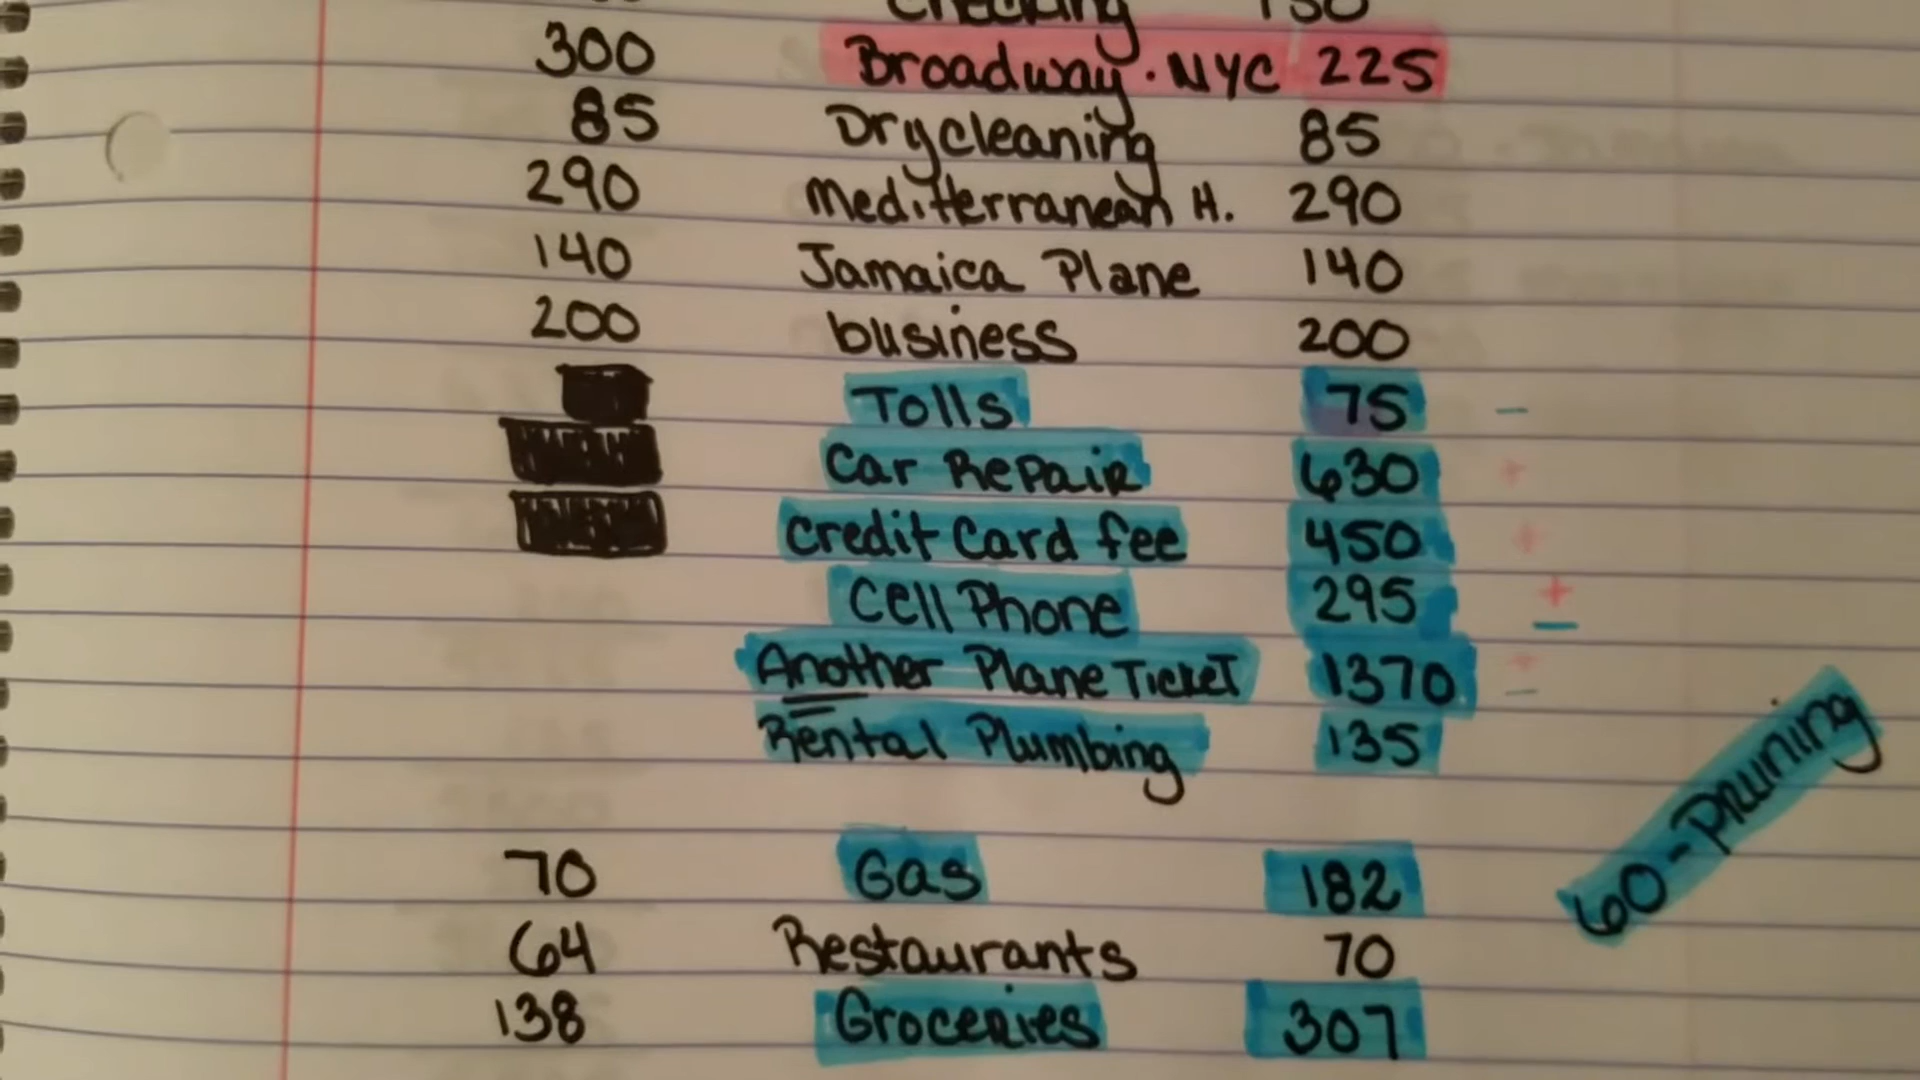 Checking 150
300 Broadway. NYC 225
85 Drycleaning 85
290 Mediterranean H. 290
140 Jamaica Plane 140
200 business 200
Tolls 75 -
Car Repair 630 +
Credit Card fee 450 +
Cell Phone 295 + -
Another Plane Ticket 1370 + -
Rental Plumbing 135
60-Pruning
70 Gas 182
64 Restaurants 70
138 Groceries 307